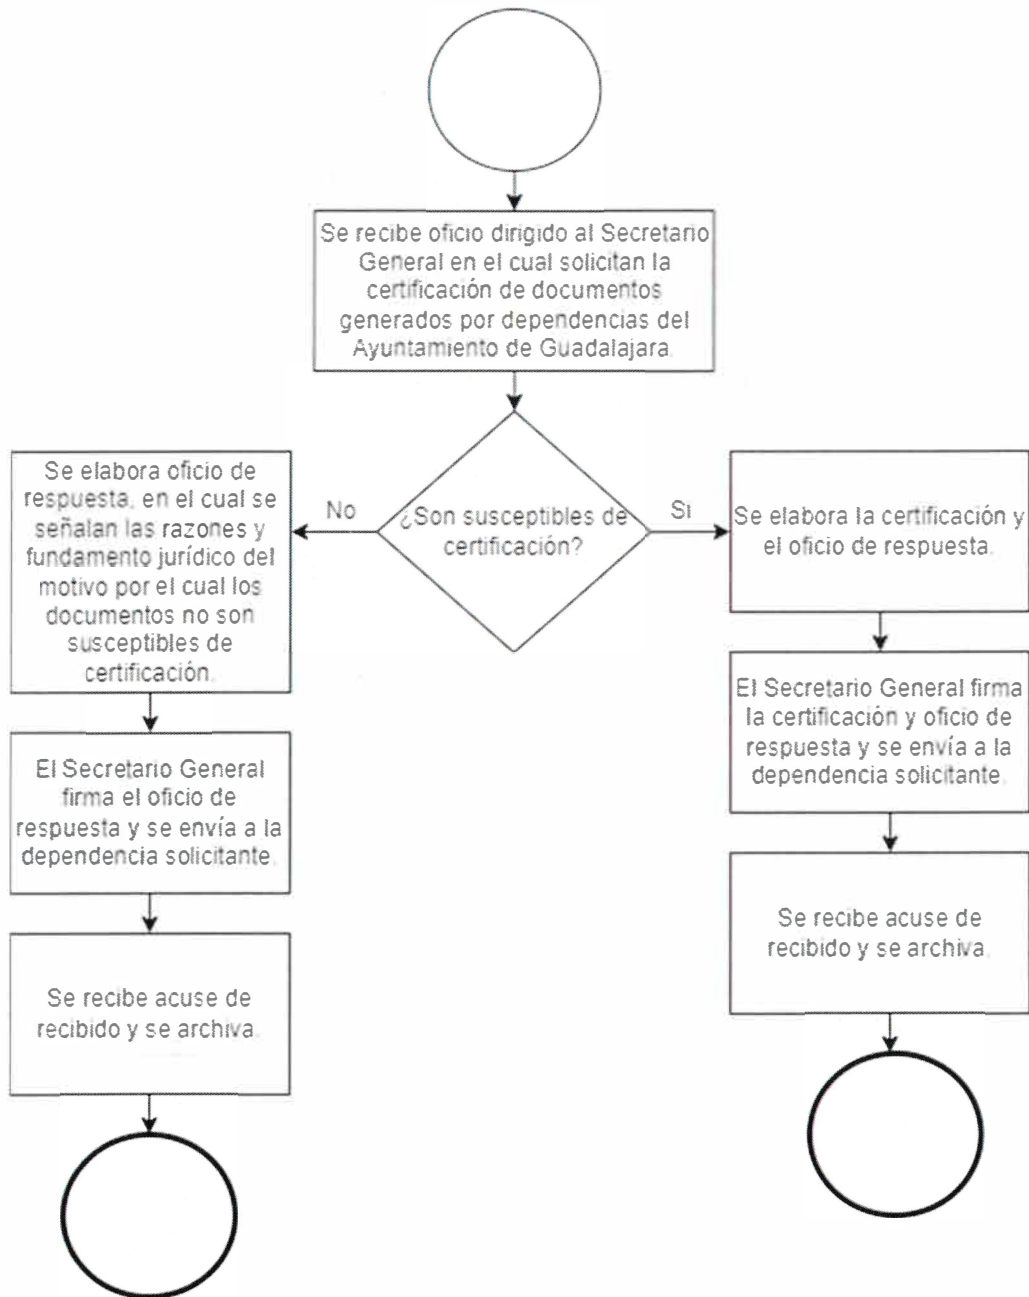 Se recibe oficio dirigido al Secretario
General en el cual solicitan la
certificación de documentos
generados por dependencias del
Ayuntamiento de Guadalajara.
¿Son susceptibles de
certificación?
No
Si
Se elabora oficio de
respuesta, en el cual se
señalan las razones y
fundamento jurídico del
motivo por el cual los
documentos no son
susceptibles de
certificación.
El Secretario General
firma el oficio de
respuesta y se envía a la
dependencia solicitante.
Se recibe acuse de
recibido y se archiva.
Se elabora la certificación y
el oficio de respuesta.
El Secretario General firma
la certificación y oficio de
respuesta y se envía a la
dependencia solicitante.
Se recibe acuse de
recibido y se archiva.